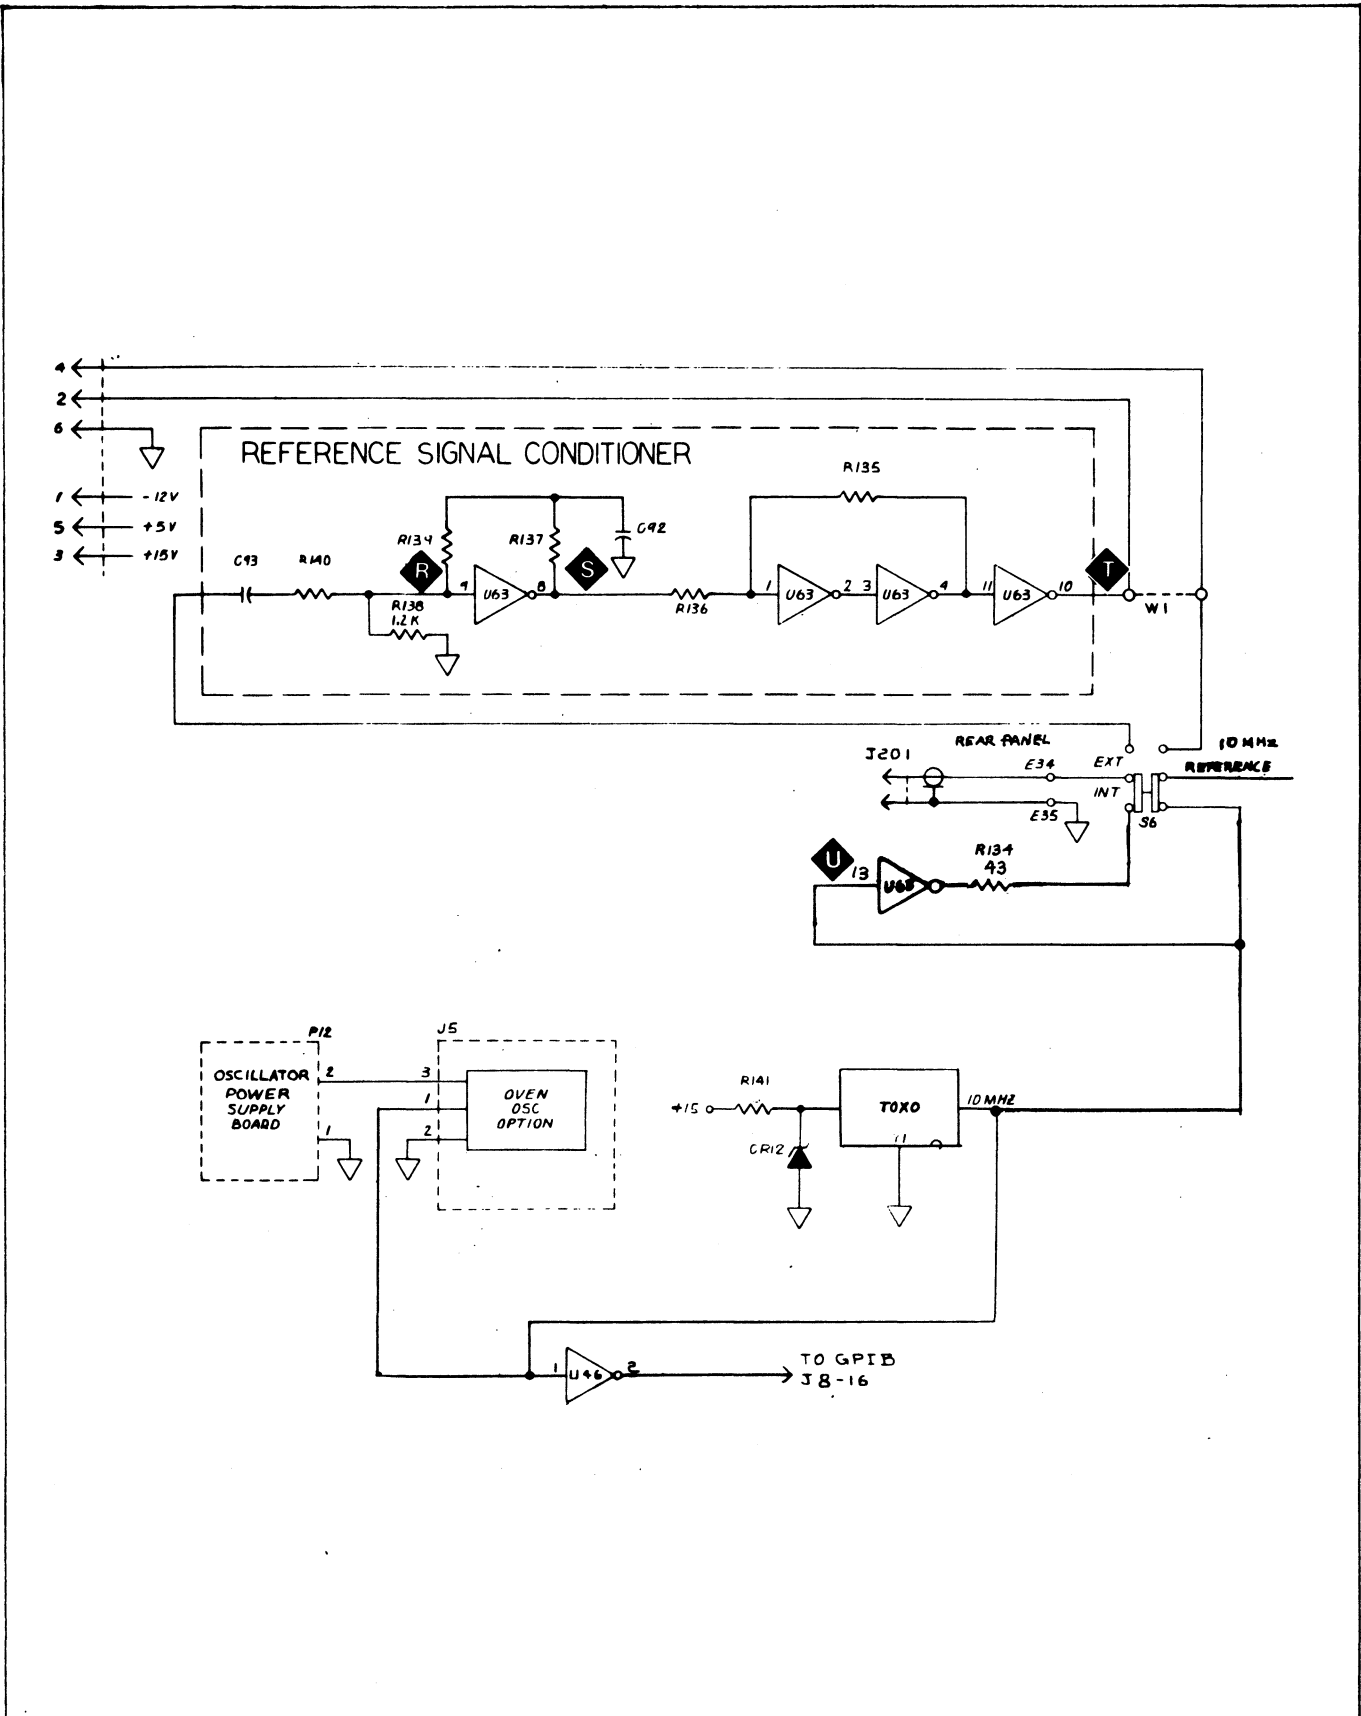 4
2
6
REFERENCE SIGNAL CONDITIONER
1 -12V
5 +5V
3 +15V
R135
C93
R140
R134
R137
C92
R
S
T
9
U63
8
R138
1.2K
R136
1
U63
2
3
U63
4
11
U63
10
W1
REAR PANEL
J201
E34
EXT
INT
10 MHz
REFERENCE
E35
S6
U
13
U63
R134
43
P12
J5
OSCILLATOR
POWER
SUPPLY
BOARD
2
1
3
1
2
OVEN
OSC
OPTION
+15
R141
CR12
TOXO
10 MHZ
1
U46
2
TO GPIB
J8-16